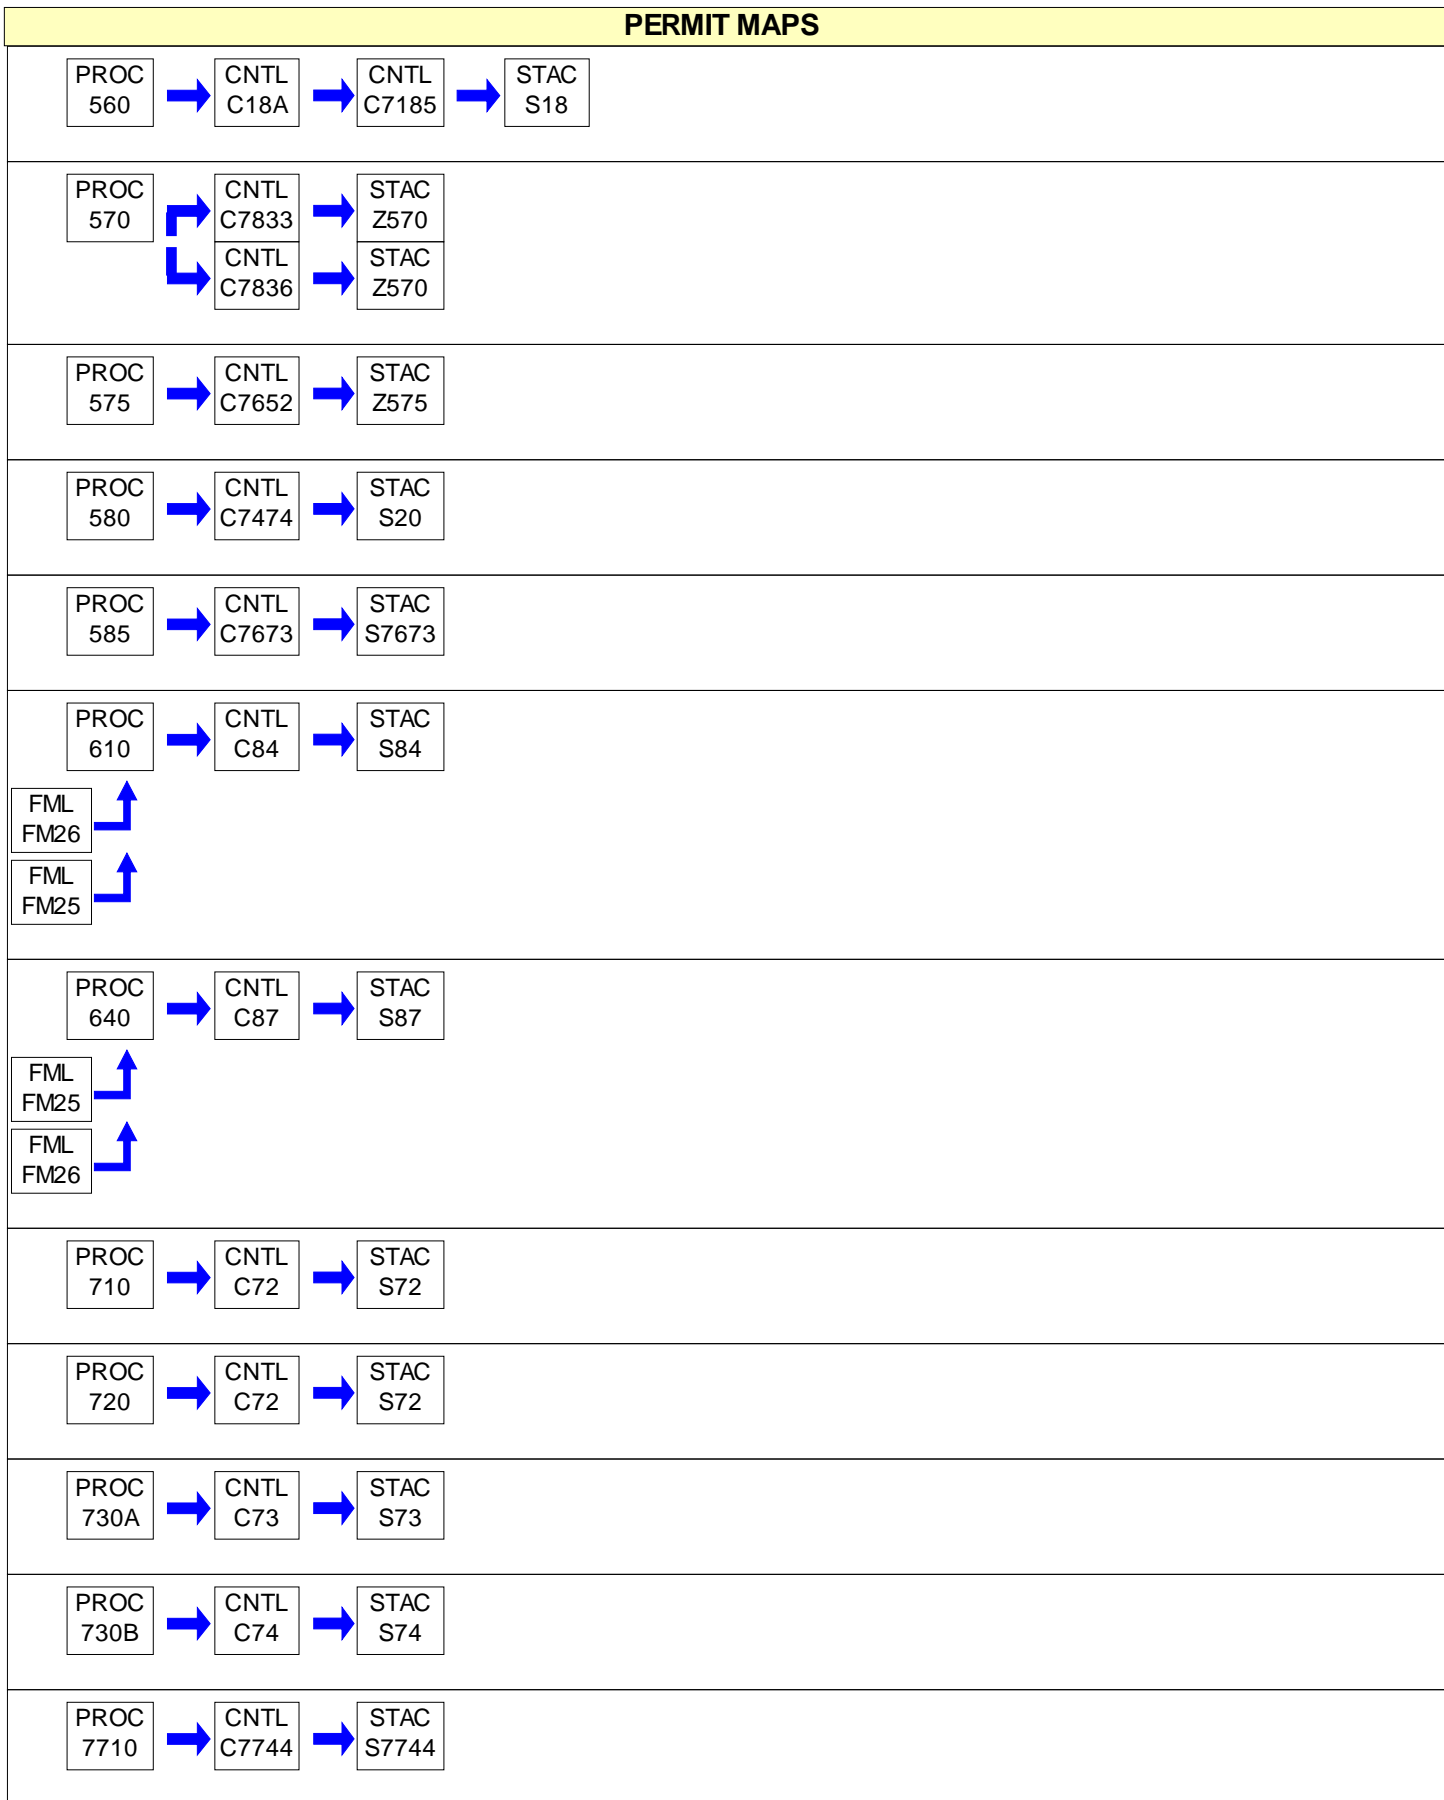 PERMIT MAPS
PROC
560
CNTL
C18A
CNTL
C7185
STAC
S18
PROC
570
CNTL
C7833
STAC
Z570
CNTL
C7836
STAC
Z570
PROC
575
CNTL
C7652
STAC
Z575
PROC
580
CNTL
C7474
STAC
S20
PROC
585
CNTL
C7673
STAC
S7673
PROC
610
CNTL
C84
STAC
S84
FML
FM26
FML
FM25
PROC
640
CNTL
C87
STAC
S87
FML
FM25
FML
FM26
PROC
710
CNTL
C72
STAC
S72
PROC
720
CNTL
C72
STAC
S72
PROC
730A
CNTL
C73
STAC
S73
PROC
730B
CNTL
C74
STAC
S74
PROC
7710
CNTL
C7744
STAC
S7744